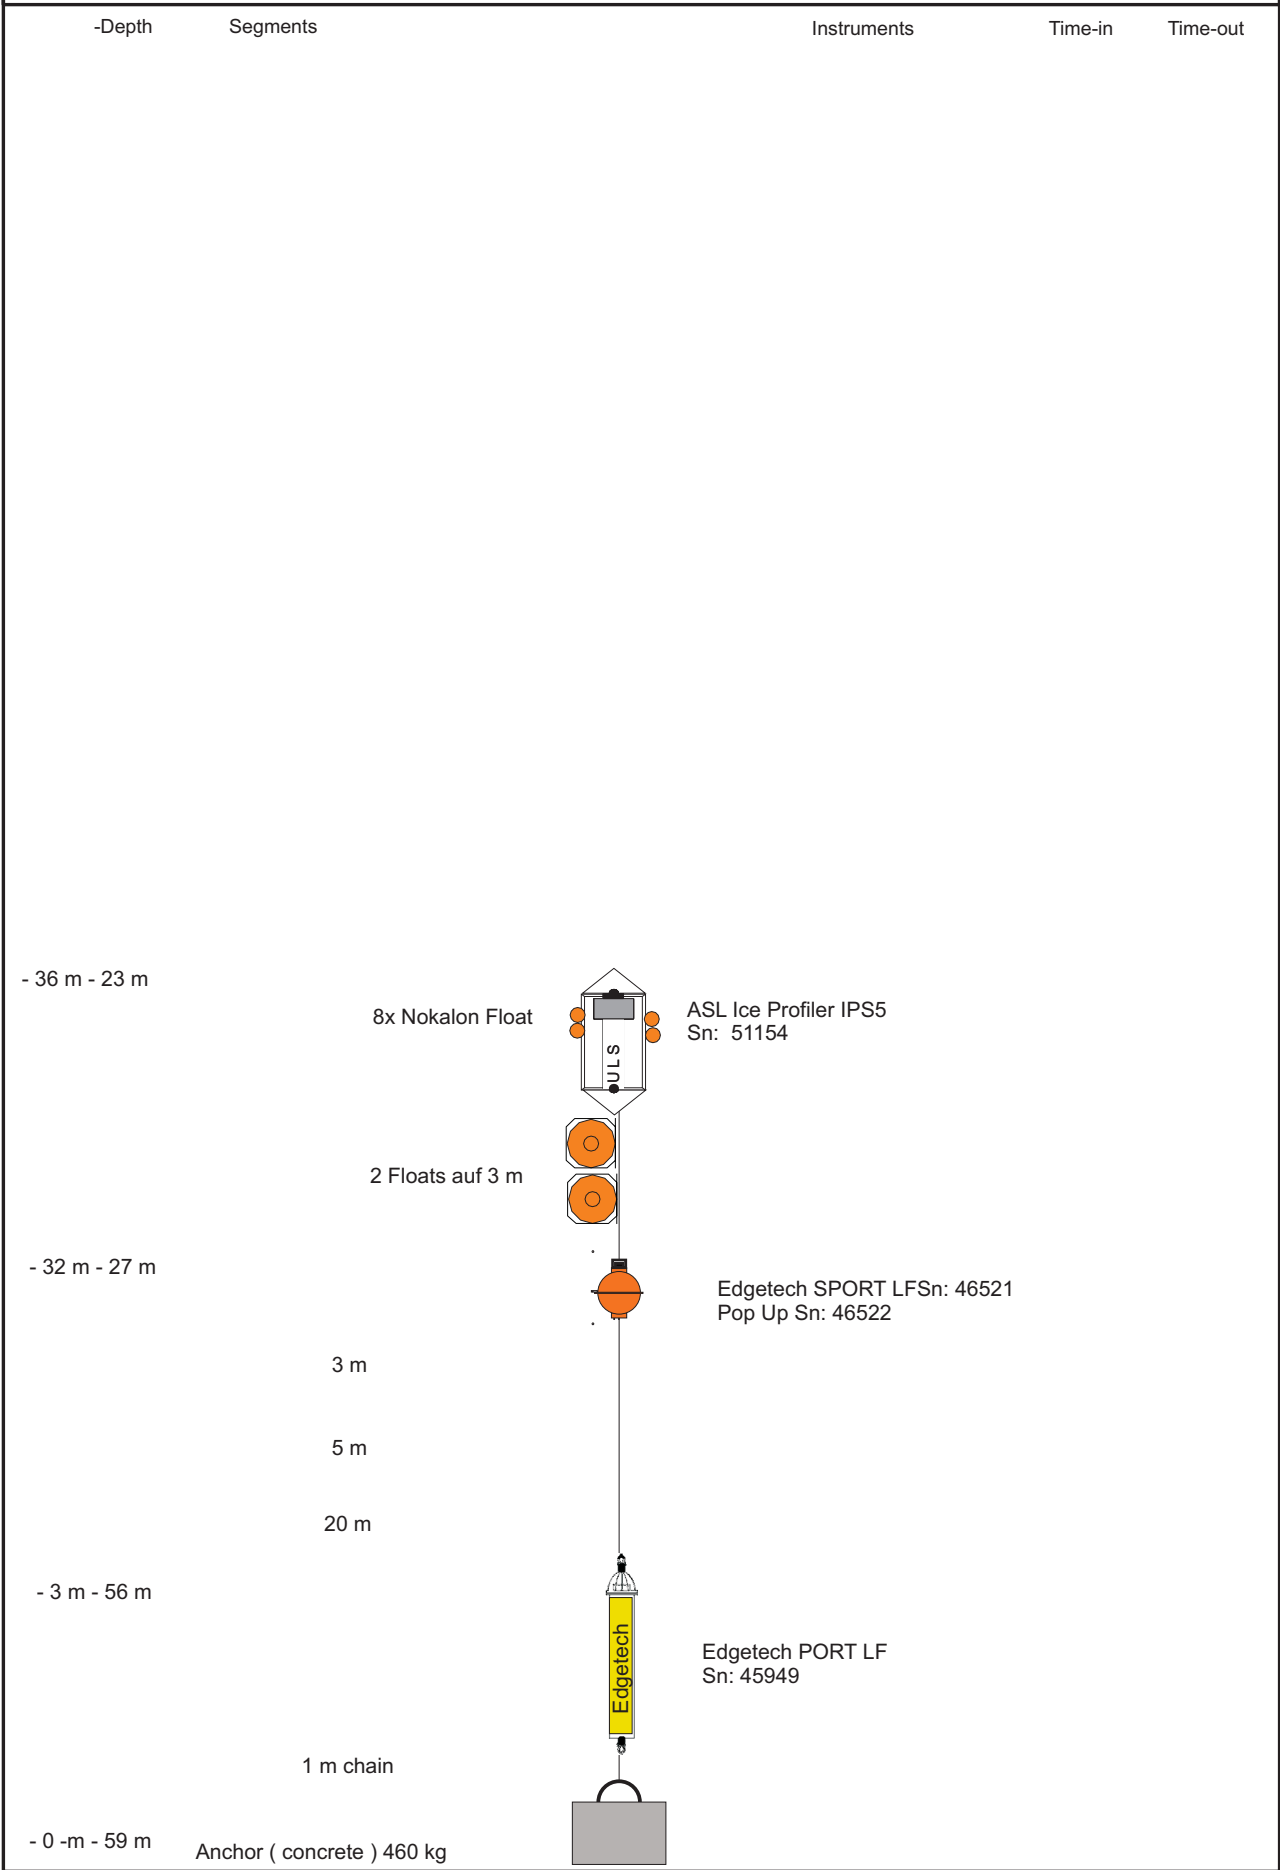 -Depth Segments Instruments Time-in Time-out
- 36 m - 23 m
8x Nokalon Float
ASL Ice Profiler IPS5
Sn: 51154
ULS
2 Floats auf 3 m
- 32 m - 27 m
Edgetech SPORT LFSn: 46521
Pop Up Sn: 46522
3 m
5 m
20 m
- 3 m - 56 m
Edgetech
Edgetech PORT LF
Sn: 45949
1 m chain
- 0 -m - 59 m
Anchor ( concrete ) 460 kg